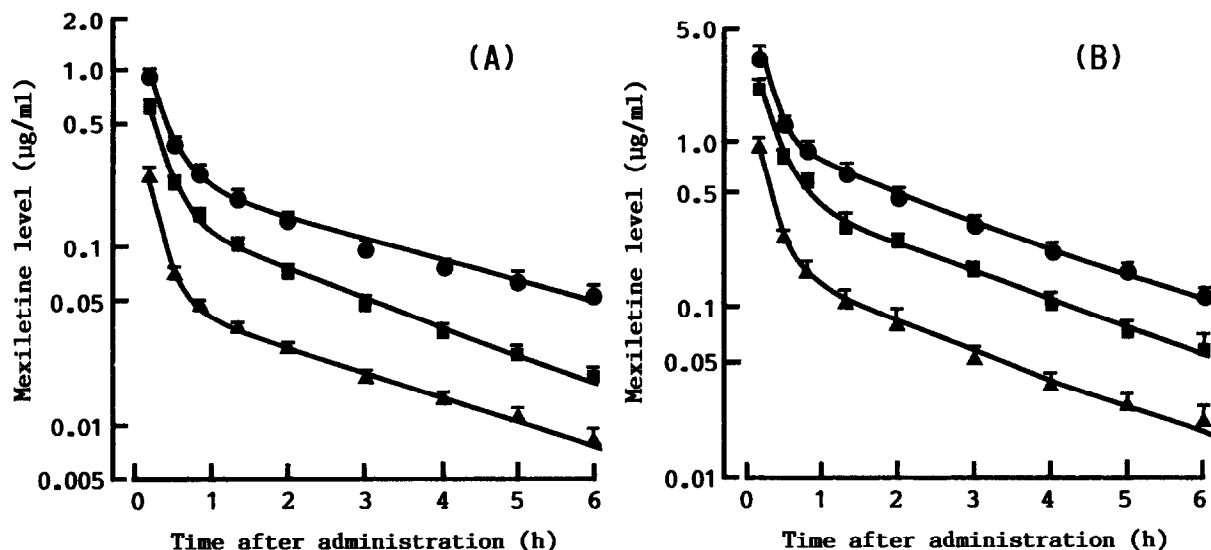 (A)
Mexiletine level (μg/ml)
2.0
1.0
0.5
0.1
0.05
0.01
0.005
0 1 2 3 4 5 6
Time after administration (h)
(B)
Mexiletine level (μg/ml)
5.0
1.0
0.5
0.1
0.05
0.01
0 1 2 3 4 5 6
Time after administration (h)